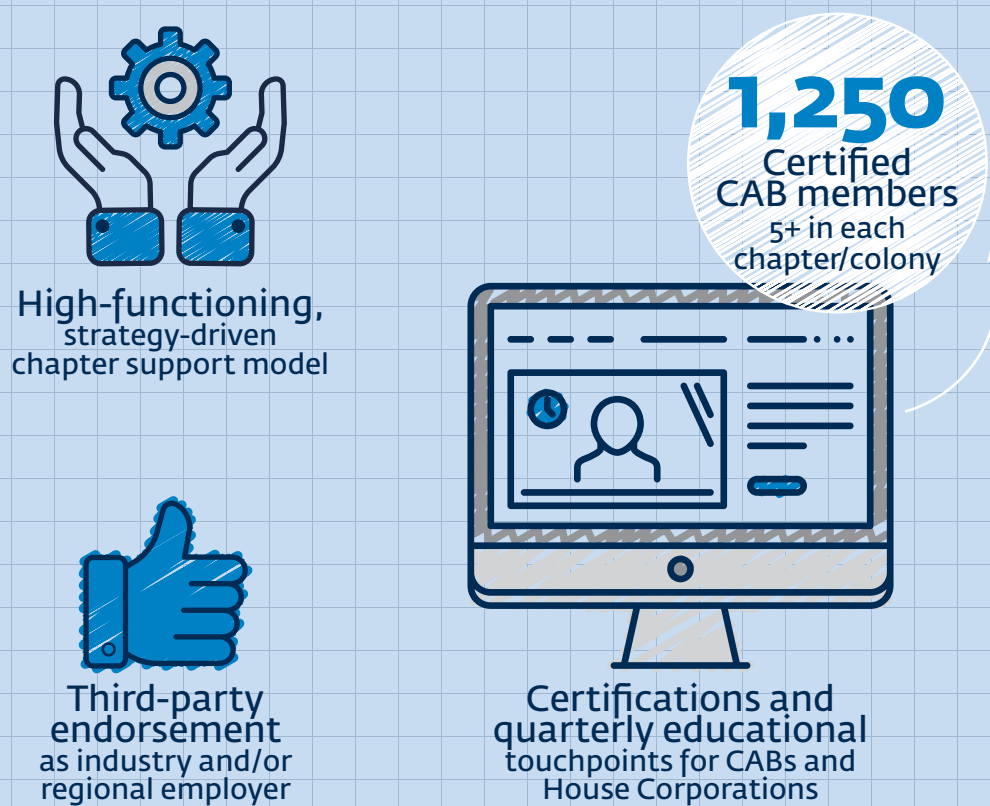 High-functioning,
strategy-driven
chapter support model
1,250
Certified
CAB members
5+ in each
chapter/colony
Third-party
endorsement
as industry and/or
regional employer
Certifications and
quarterly educational
touchpoints for CABs and
House Corporations